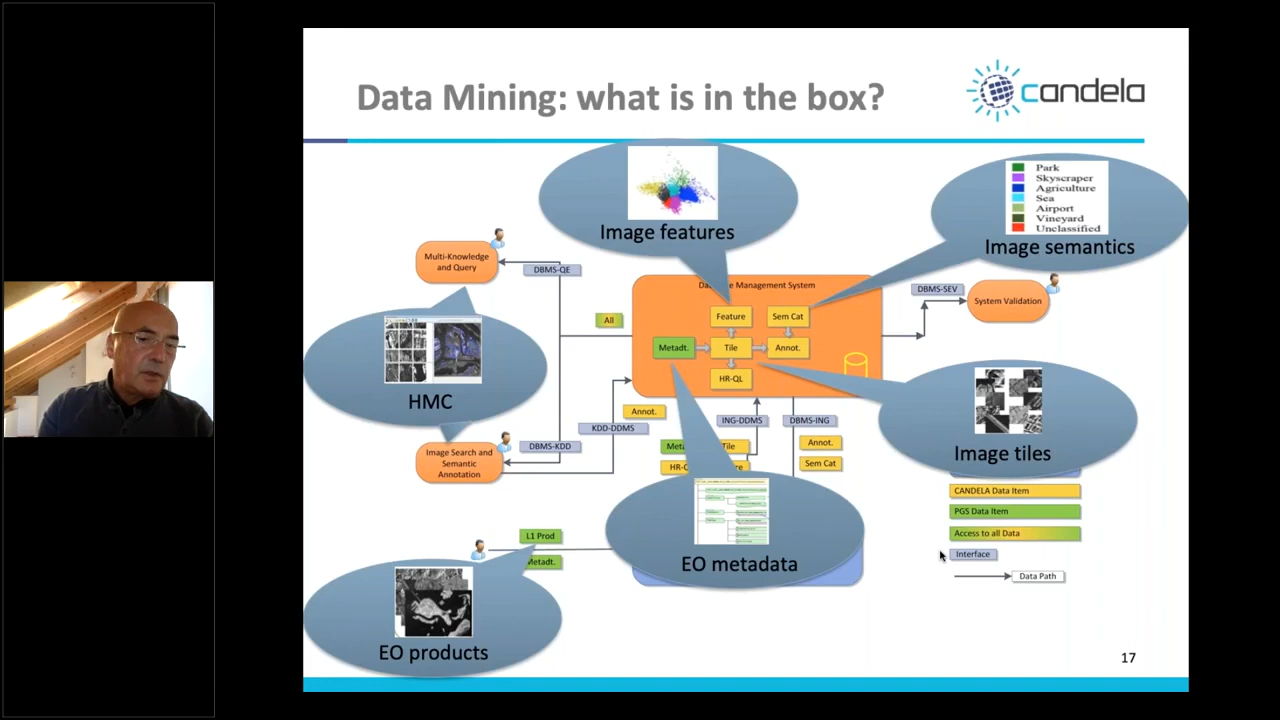 Data Mining: what is in the box?
candela
Image features
Park
Skyscraper
Agriculture
Sea
Airport
Vineyard
Unclassified
Image semantics
Multi-Knowledge
and Query
DBMS-QE
Management System
DBMS-SEV
System Validation
All
Feature
Sem Cat
Metadt.
Tile
Annot.
HR-QL
HMC
Annot.
KDD-DDMS
ING-DDMS
DBMS-ING
Image tiles
DBMS-KDD
Tile
Annot.
Sem Cat
Image Search and
Semantic
Annotation
CANDELA Data Item
PGS Data Item
Access to all Data
Interface
Data Path
L1 Prod
Metadt.
EO metadata
EO products
17